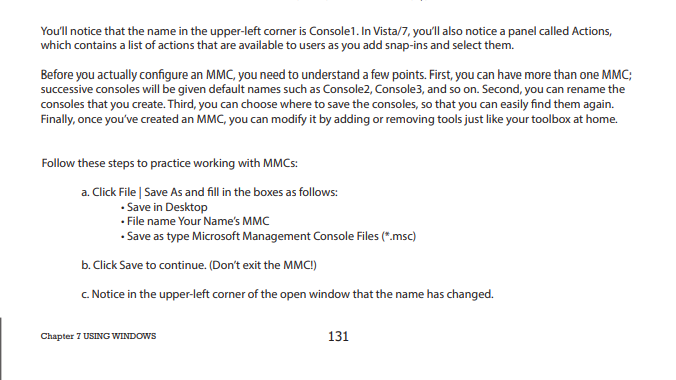 You'll notice that the name in the upper-left corner is Console1. In Vista/7, you'll also notice a panel called Actions,
which contains a list of actions that are available to users as you add snap-ins and select them.
Before you actually configure an MMC, you need to understand a few points. First, you can have more than one MMC;
successive consoles will be given default names such as Console2, Console3, and so on. Second, you can rename the
consoles that you create. Third, you can choose where to save the consoles, so that you can easily find them again.
Finally, once you've created an MMC, you can modify it by adding or removing tools just like your toolbox at home.
Follow these steps to practice working with MMCs:
a. Click File | Save As and fill in the boxes as follows:
• Save in Desktop
• File name Your Name's MMC
• Save as type Microsoft Management Console Files (*.msc)
b. Click Save to continue. (Don't exit the MMC!)
c. Notice in the upper-left corner of the open window that the name has changed.
Chapter 7 USING WINDOWS
131